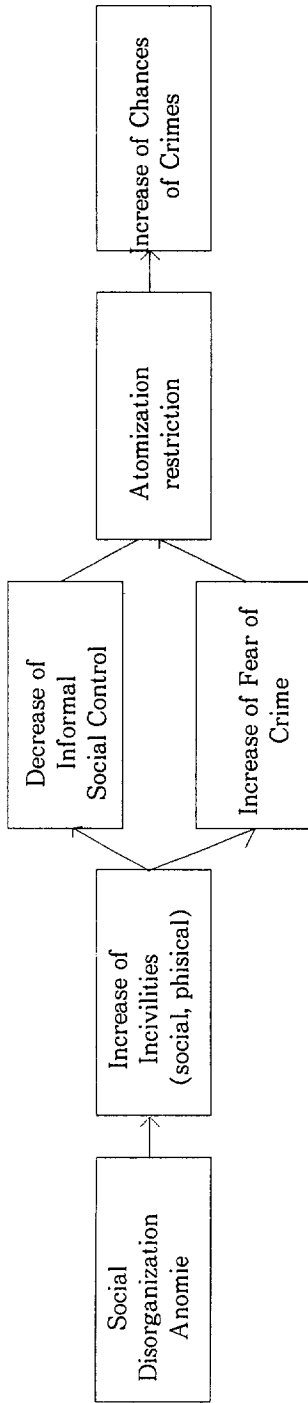 Social
Disorganization
Anomie
Increase of
Incivilities
(social, phisical)
Decrease of
Informal
Social Control
Increase of Fear of
Crime
Atomization
restriction
Increase of Chances
of Crimes